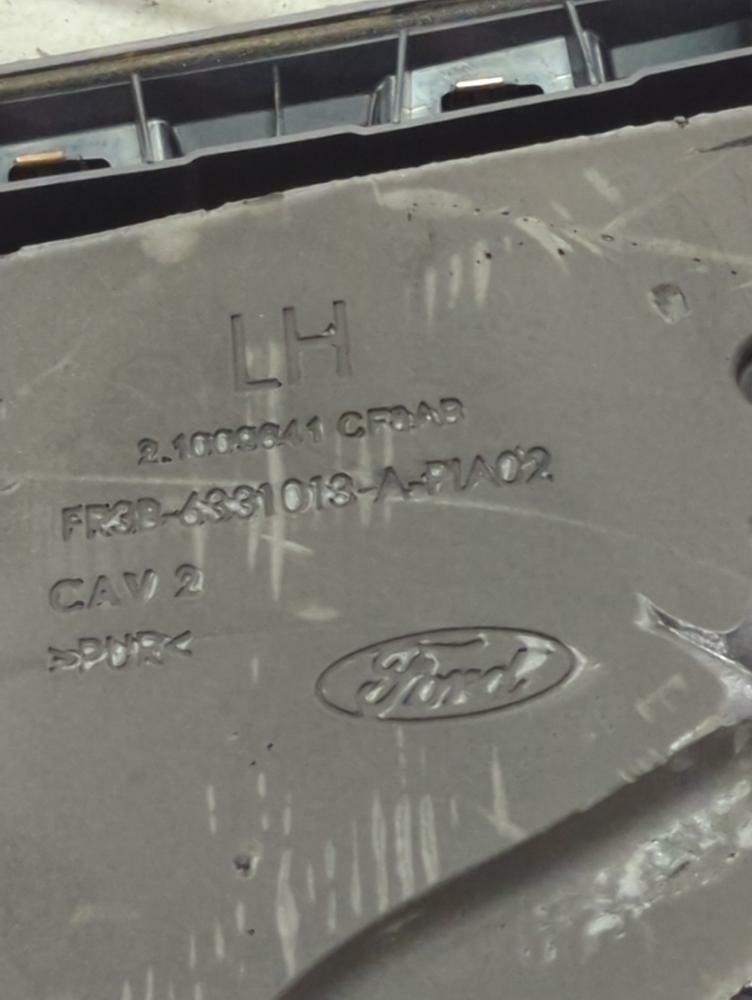 LH
2.1009641 CF8AB
FR3B-6331013-A-PIA02
CAV 2
>PUR<
Ford